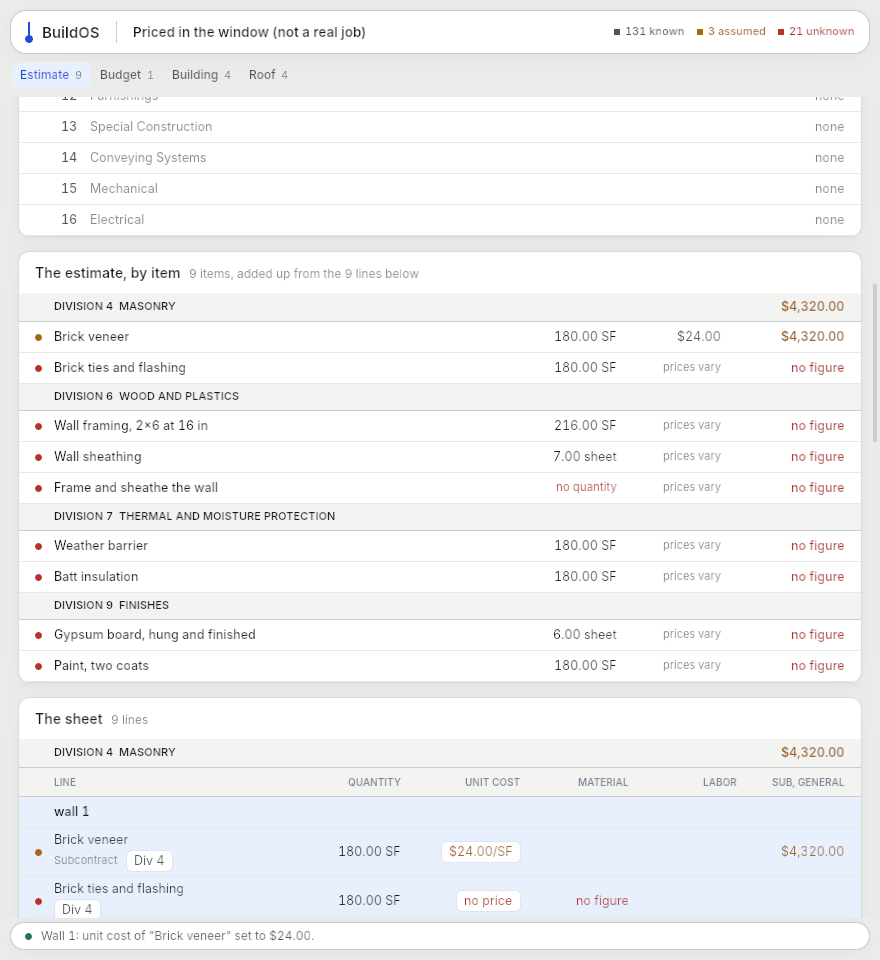 BuildOS
Priced in the window (not a real job)
131 known 3 assumed 21 unknown
Estimate 9 Budget 1 Building 4 Roof 4
12 Furnishings none
13 Special Construction none
14 Conveying Systems none
15 Mechanical none
16 Electrical none
The estimate, by item 9 items, added up from the 9 lines below
DIVISION 4 MASONRY $4,320.00
Brick veneer 180.00 SF $24.00 $4,320.00
Brick ties and flashing 180.00 SF prices vary no figure
DIVISION 6 WOOD AND PLASTICS
Wall framing, 2×6 at 16 in 216.00 SF prices vary no figure
Wall sheathing 7.00 sheet prices vary no figure
Frame and sheathe the wall no quantity prices vary no figure
DIVISION 7 THERMAL AND MOISTURE PROTECTION
Weather barrier 180.00 SF prices vary no figure
Batt insulation 180.00 SF prices vary no figure
DIVISION 9 FINISHES
Gypsum board, hung and finished 6.00 sheet prices vary no figure
Paint, two coats 180.00 SF prices vary no figure
The sheet 9 lines
DIVISION 4 MASONRY $4,320.00
LINE QUANTITY UNIT COST MATERIAL LABOR SUB, GENERAL
wall 1
Brick veneer
Subcontract Div 4 180.00 SF $24.00/SF $4,320.00
Brick ties and flashing
Div 4 180.00 SF no price no figure
Wall 1: unit cost of "Brick veneer" set to $24.00.